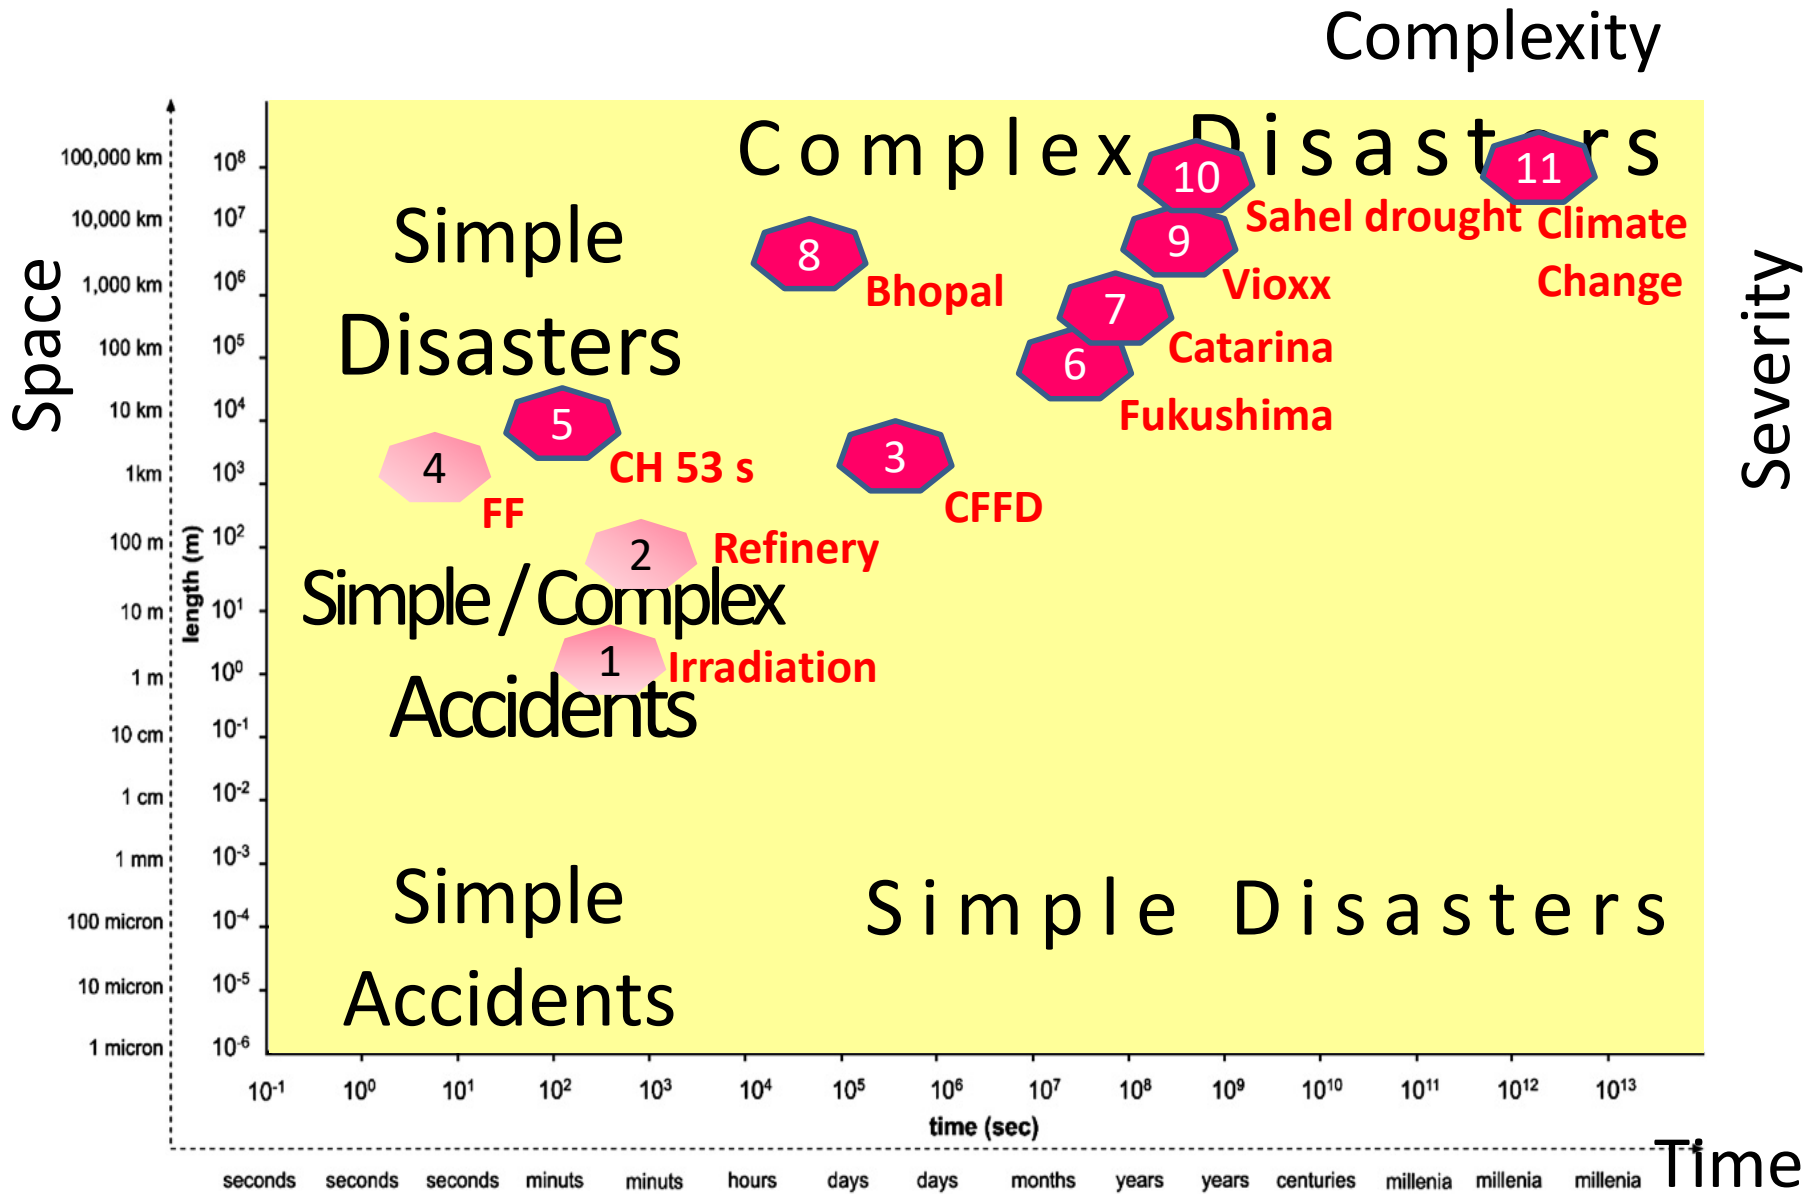 Complexity
Complex Disasters
100,000 km
10⁸
10
11
Sahel drought
Climate
Change
10,000 km
10⁷
Simple
Disasters
8
Bhopal
9
Vioxx
1,000 km
10⁶
7
Catarina
100 km
10⁵
6
Fukushima
Space
Severity
10 km
10⁴
5
CH 53 s
3
CFFD
1km
10³
4
FF
100 m
10²
2
Refinery
length (m)
Simple / Complex
Accidents
10 m
10¹
1
Irradiation
1 m
10⁰
10 cm
10⁻¹
1 cm
10⁻²
1 mm
10⁻³
Simple
Accidents
Simple Disasters
100 micron
10⁻⁴
10 micron
10⁻⁵
1 micron
10⁻⁶
10⁻¹ 10⁰ 10¹ 10² 10³ 10⁴ 10⁵ 10⁶ 10⁷ 10⁸ 10⁹ 10¹⁰ 10¹¹ 10¹² 10¹³
time (sec)
Time
seconds seconds seconds minuts minuts hours days days months years years centuries millenia millenia millenia